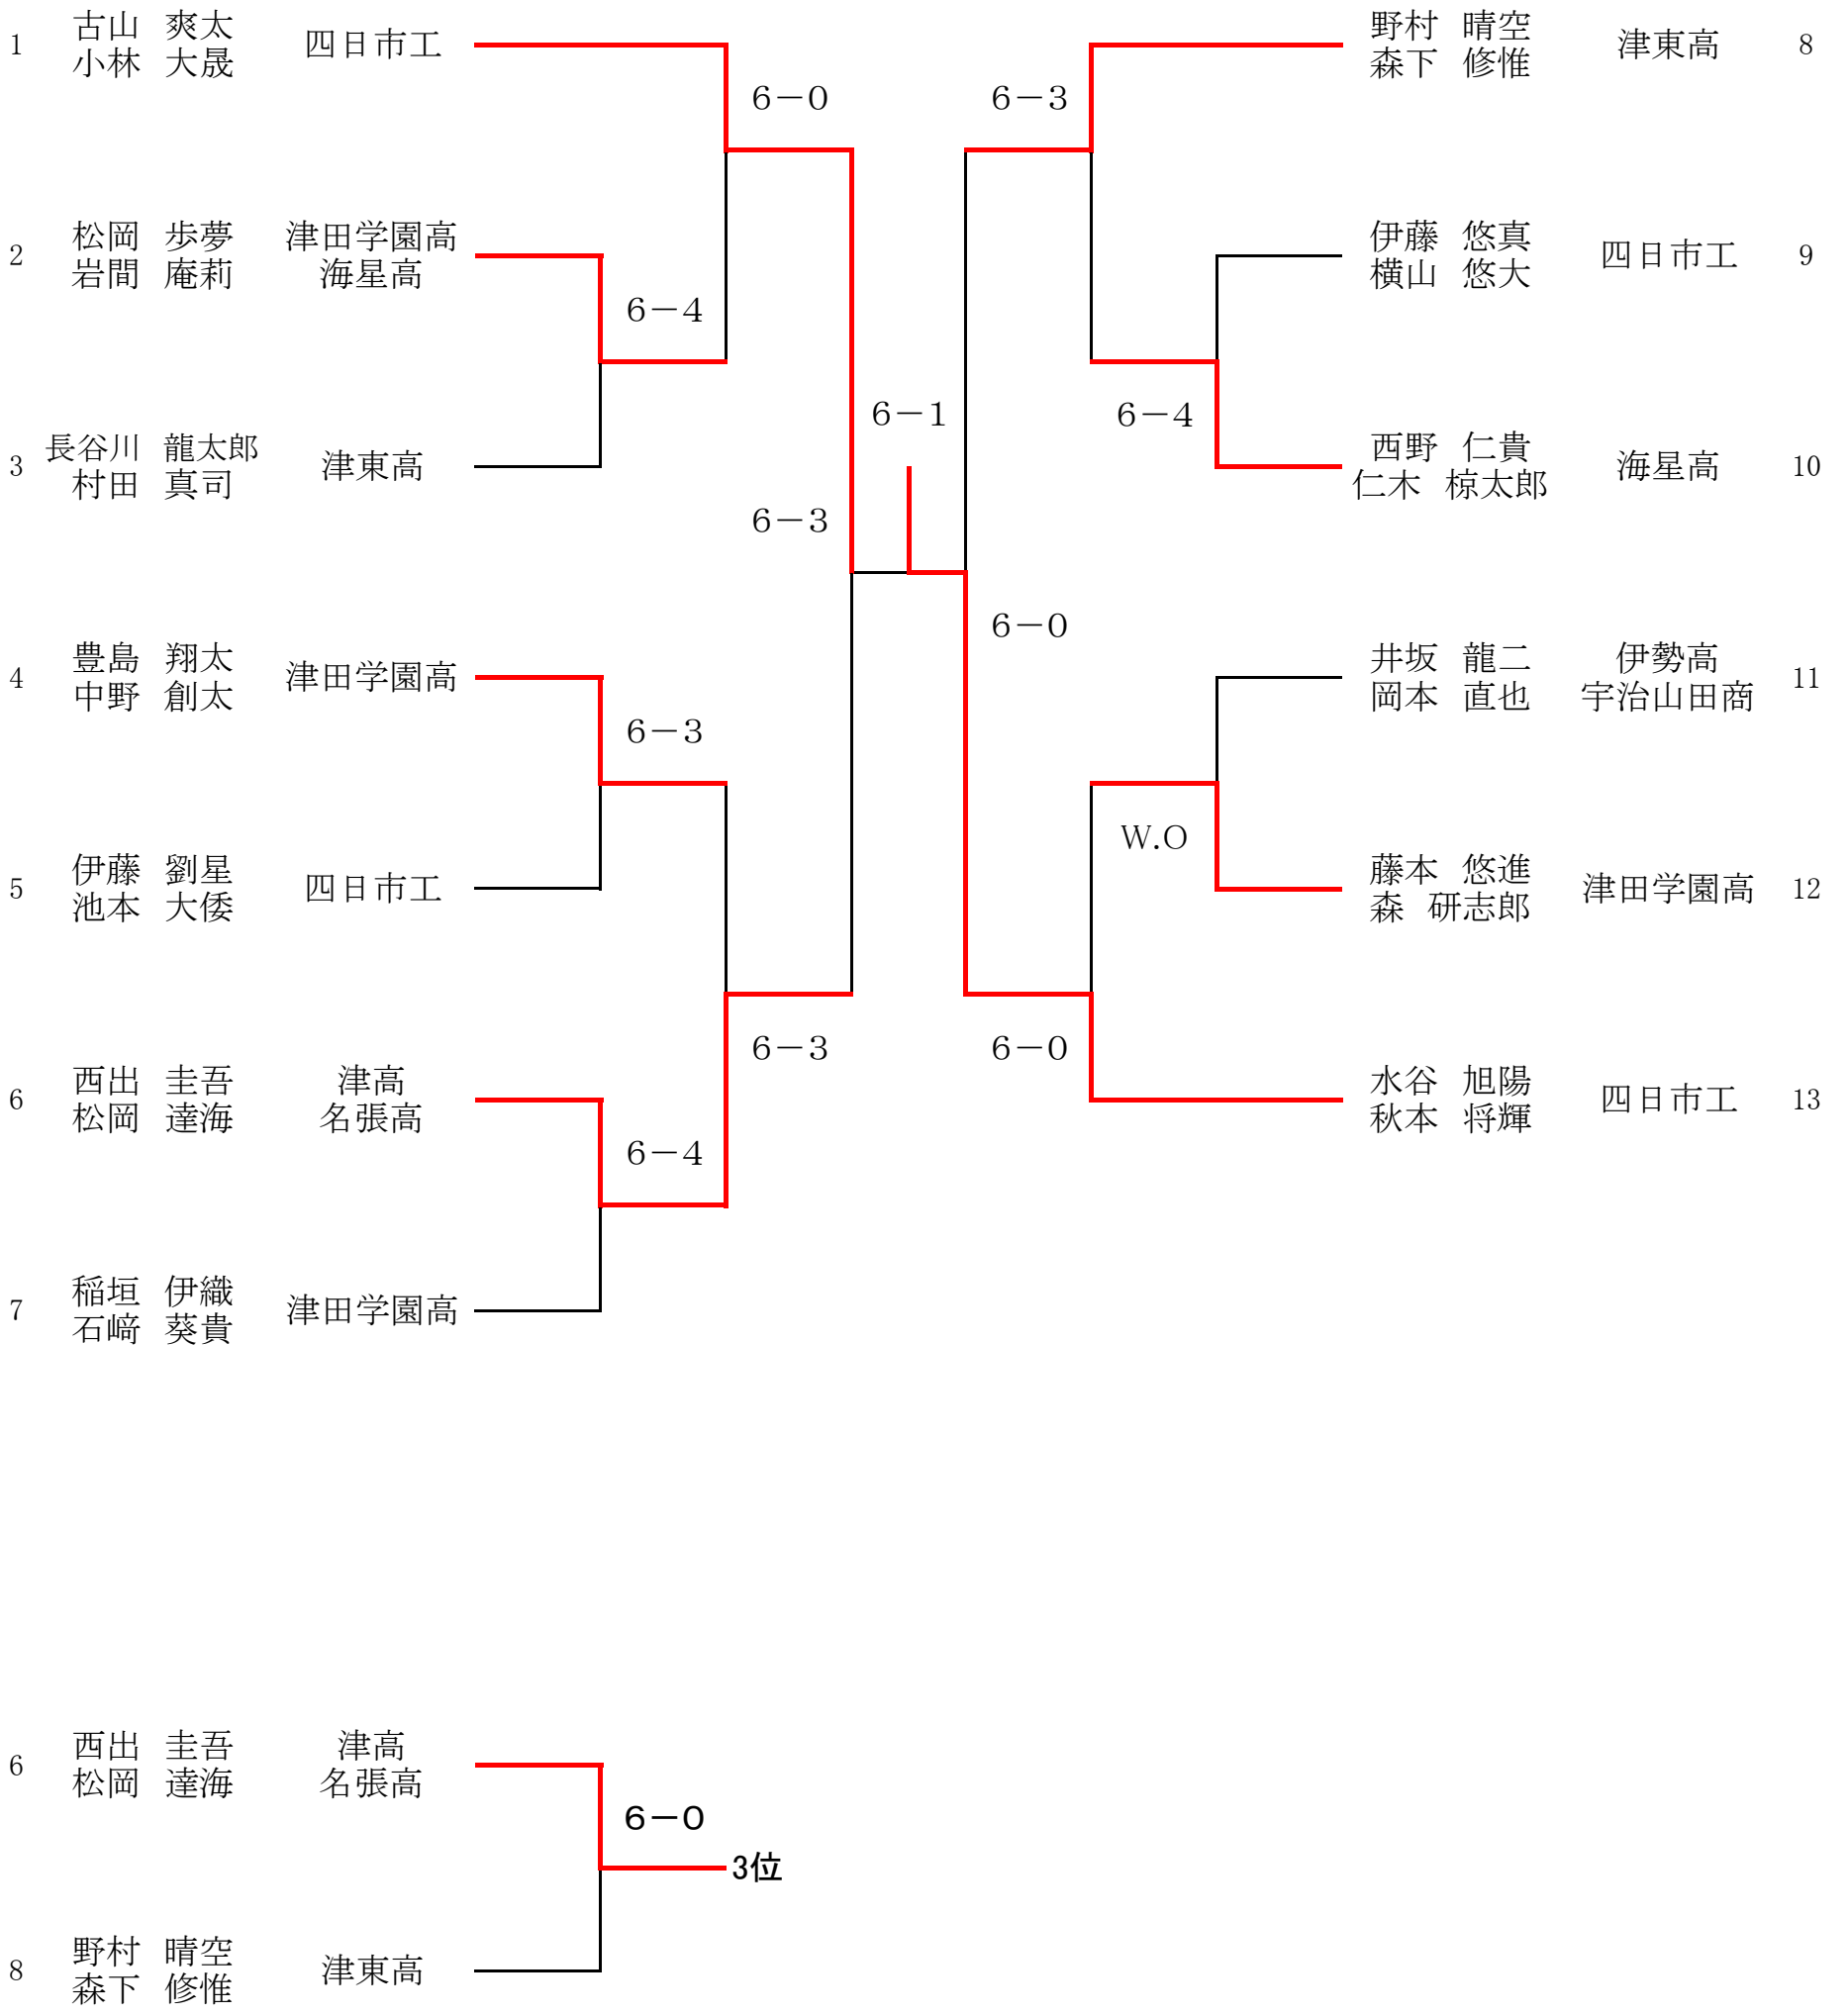 1 古山 爽太 四日市工
小林 大晟
6－0
2 松岡 歩夢 津田学園高
岩間 庵莉 海星高
6－4
3 長谷川 龍太郎 津東高
村田 真司
6－3
4 豊島 翔太 津田学園高
中野 創太
6－3
5 伊藤 劉星 四日市工
池本 大倭
6－3
6 西出 圭吾 津高
松岡 達海 名張高
6－4
7 稲垣 伊織 津田学園高
石﨑 葵貴
6－1
野村 晴空 津東高 8
森下 修惟
6－3
伊藤 悠真 四日市工 9
横山 悠大
6－4
西野 仁貴 海星高 10
仁木 椋太郎
6－0
井坂 龍二 伊勢高 11
岡本 直也 宇治山田商
W.O
藤本 悠進 津田学園高 12
森 研志郎
6－0
水谷 旭陽 四日市工 13
秋本 将輝
6 西出 圭吾 津高
松岡 達海 名張高
6－0
3位
8 野村 晴空 津東高
森下 修惟